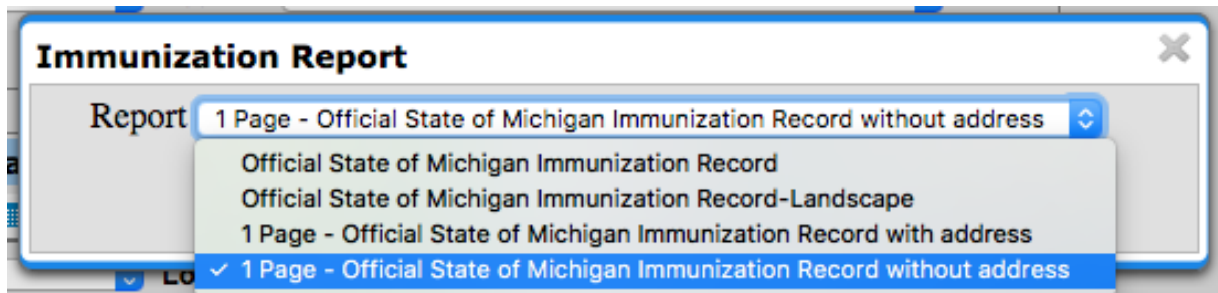 Immunization Report
Report 1 Page - Official State of Michigan Immunization Record without address
Official State of Michigan Immunization Record
Official State of Michigan Immunization Record-Landscape
1 Page - Official State of Michigan Immunization Record with address
✓ 1 Page - Official State of Michigan Immunization Record without address